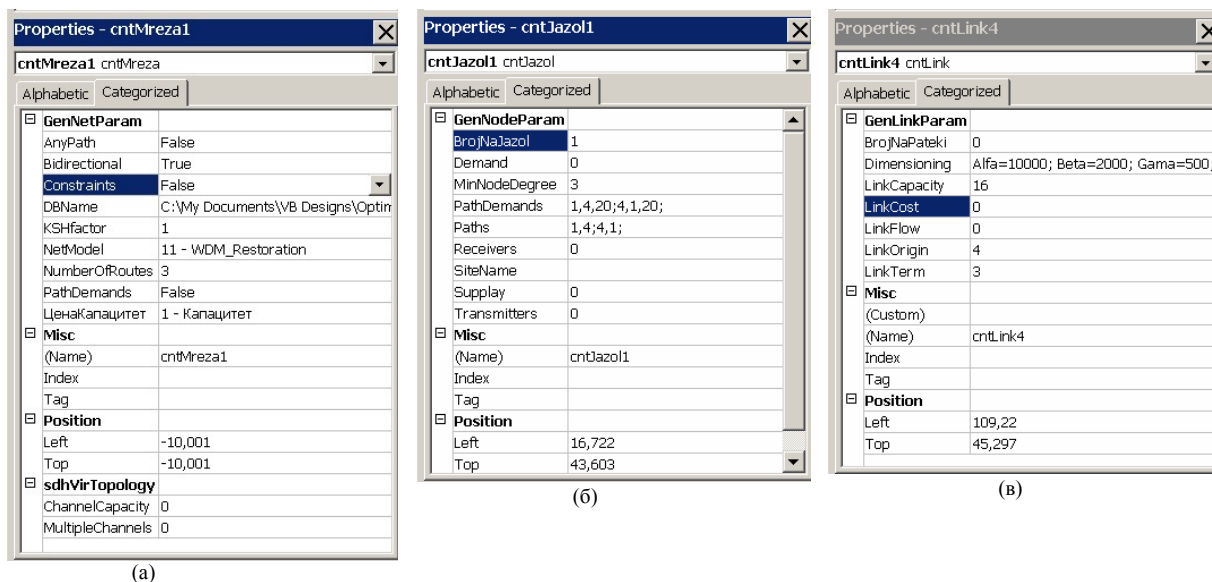 Properties - cntMreza1
cntMreza1 cntMreza
Alphabetic Categorized
GenNetParam
AnyPath False
Bidirectional True
Constraints False
DBName C:\My Documents\VB Designs\Optim
KSHfactor 1
NetModel 11 - WDM_Restoration
NumberOfRoutes 3
PathDemands False
ЦенаКапацитет 1 - Капацитет
Misc
(Name) cntMreza1
Index
Tag
Position
Left -10,001
Top -10,001
sdhVirTopology
ChannelCapacity 0
MultipleChannels 0
(а)
Properties - cntJazol1
cntJazol1 cntJazol
Alphabetic Categorized
GenNodeParam
BrojNaJazol 1
Demand 0
MinNodeDegree 3
PathDemands 1,4,20;4,1,20;
Paths 1,4;4,1;
Receivers 0
SiteName
Supplay 0
Transmitters 0
Misc
(Name) cntJazol1
Index
Tag
Position
Left 16,722
Top 43,603
(б)
Properties - cntLink4
cntLink4 cntLink
Alphabetic Categorized
GenLinkParam
BrojNaPateki 0
Dimensioning Alfa=10000; Beta=2000; Gama=500,
LinkCapacity 16
LinkCost 0
LinkFlow 0
LinkOrigin 4
LinkTerm 3
Misc
(Custom)
(Name) cntLink4
Index
Tag
Position
Left 109,22
Top 45,297
(в)